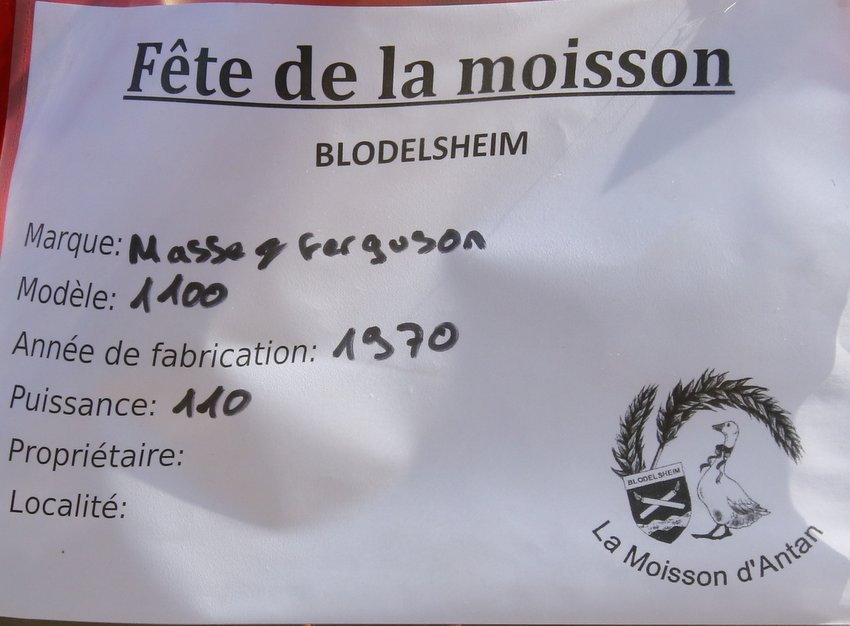 Fête de la moisson
BLODELSHEIM
Marque: Massey Ferguson
Modèle: 1100
Année de fabrication: 1970
Puissance: 110
Propriétaire:
Localité:
BLODELSHEIM
La Moisson d'Antan